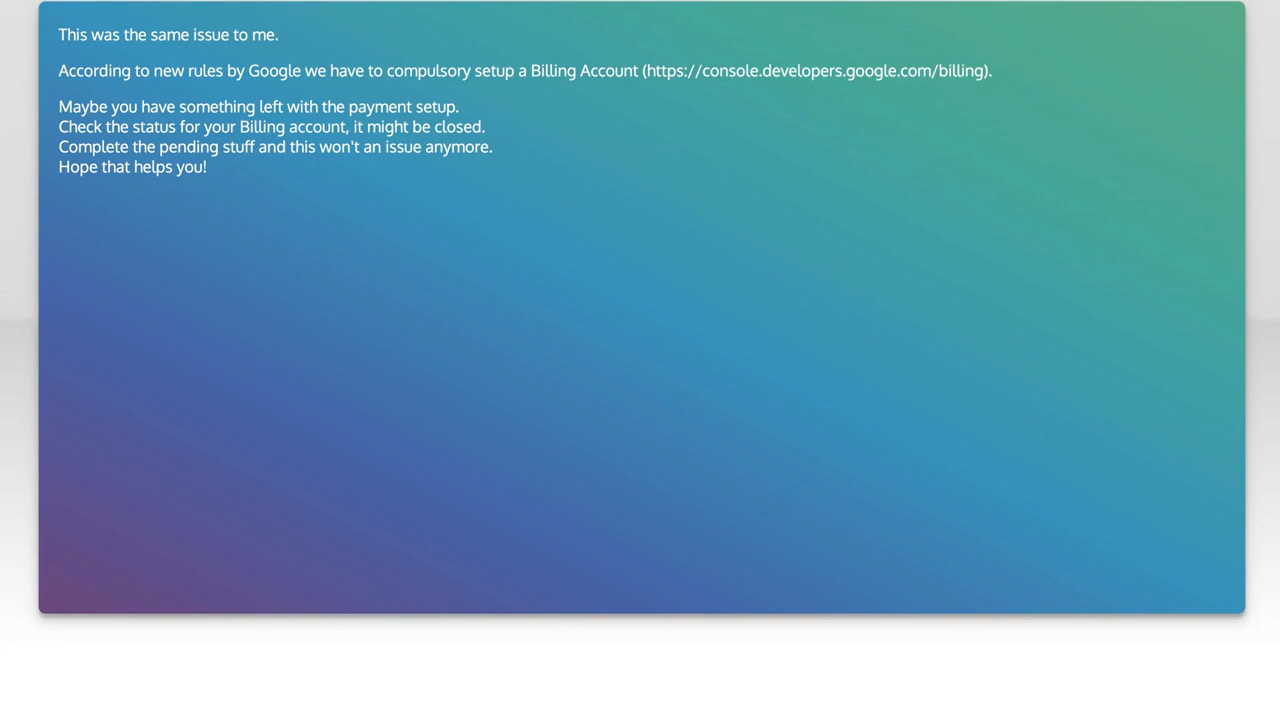 This was the same issue to me.
According to new rules by Google we have to compulsory setup a Billing Account (https://console.developers.google.com/billing).
Maybe you have something left with the payment setup.
Check the status for your Billing account, it might be closed.
Complete the pending stuff and this won't an issue anymore.
Hope that helps you!